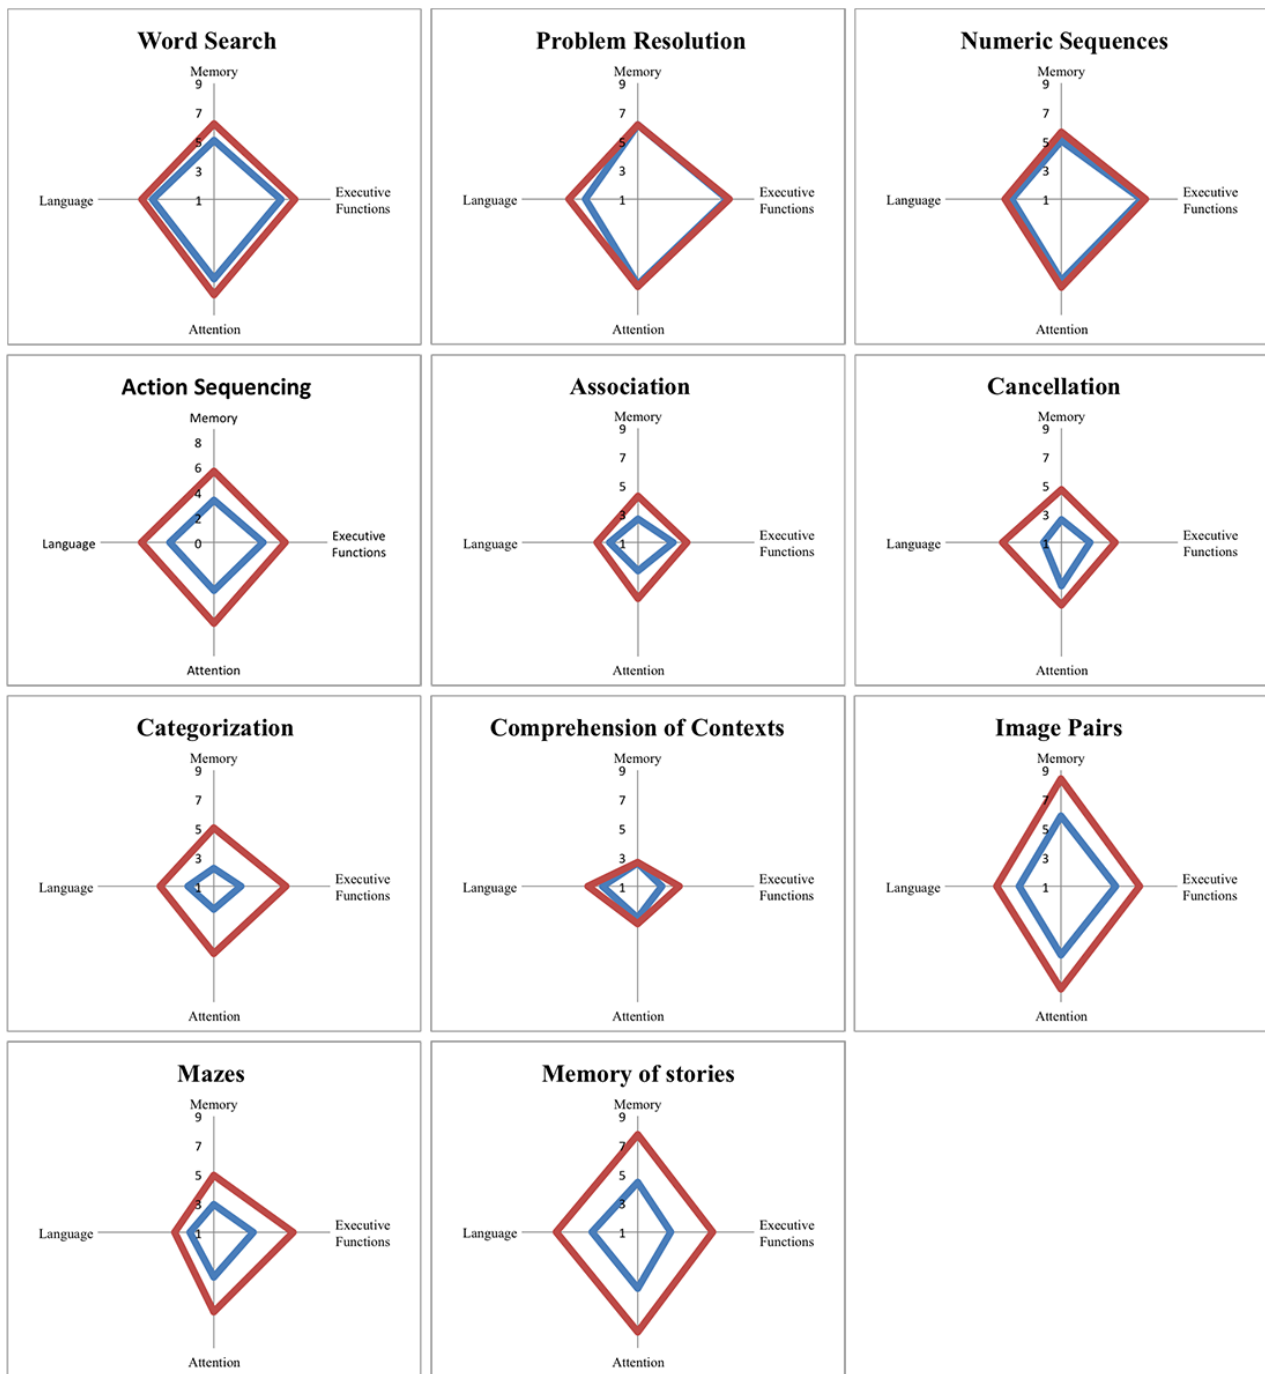 Word Search
Memory
9
7
5
3
1
Language
Executive
Functions
Attention
Problem Resolution
Memory
9
7
5
3
1
Language
Executive
Functions
Attention
Numeric Sequences
Memory
9
7
5
3
1
Language
Executive
Functions
Attention
Action Sequencing
Memory
8
6
4
2
0
Language
Executive
Functions
Attention
Association
Memory
9
7
5
3
1
Language
Executive
Functions
Attention
Cancellation
Memory
9
7
5
3
1
Language
Executive
Functions
Attention
Categorization
Memory
9
7
5
3
1
Language
Executive
Functions
Attention
Comprehension of Contexts
Memory
9
7
5
3
1
Language
Executive
Functions
Attention
Image Pairs
Memory
9
7
5
3
1
Language
Executive
Functions
Attention
Mazes
Memory
9
7
5
3
1
Language
Executive
Functions
Attention
Memory of stories
Memory
9
7
5
3
1
Language
Executive
Functions
Attention